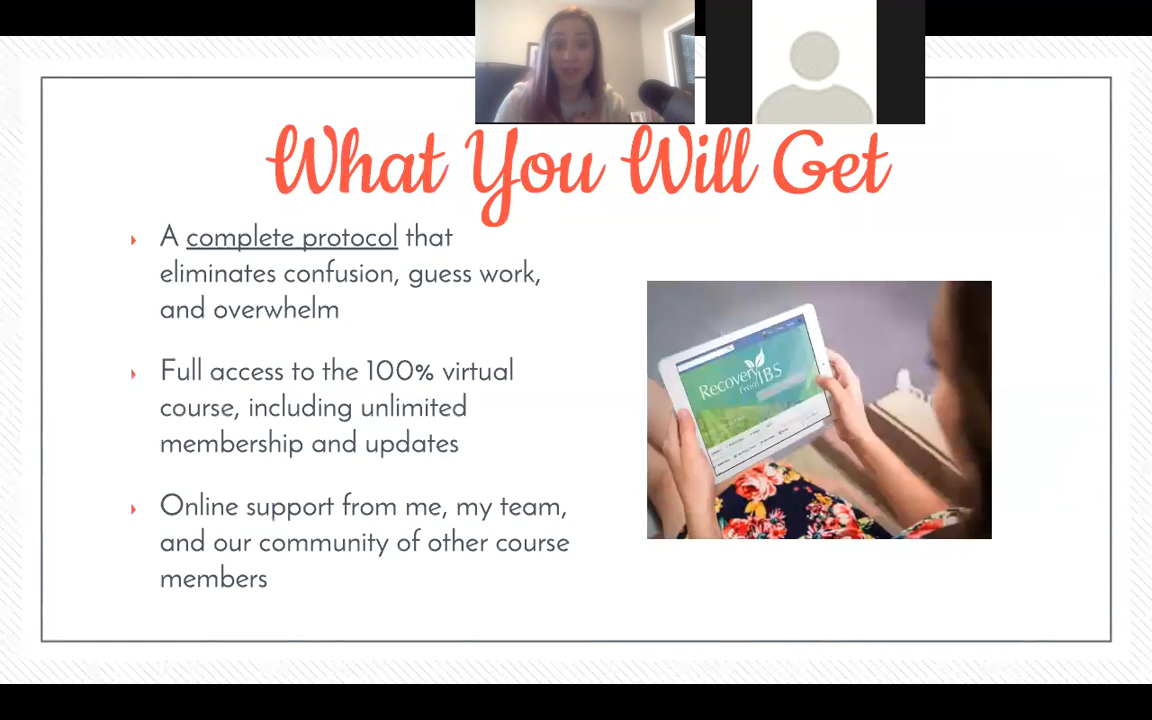 What You Will Get
A complete protocol that
eliminates confusion, guess work,
and overwhelm
Full access to the 100% virtual
course, including unlimited
membership and updates
Online support from me, my team,
and our community of other course
members
Recovery
From IBS